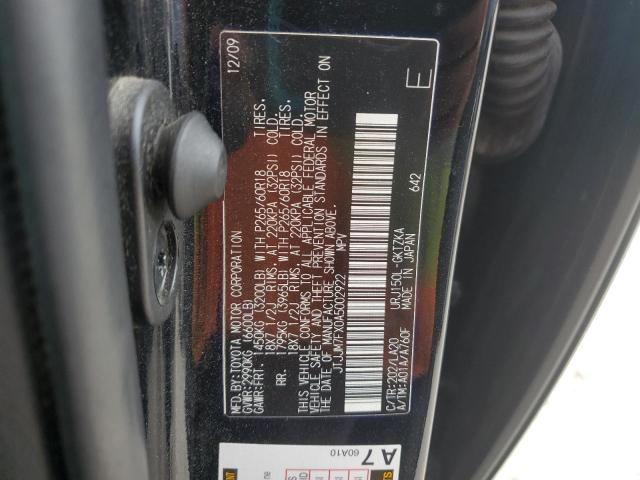 MFD.BY:TOYOTA MOTOR CORPORATION 12/09
GVWR:2990KG (6600LB)
GAWR:FRT. 1450KG (3200LB) WITH P265/60R18 TIRES.
18X7 1/2J RIMS, AT 220KPA (32PSI) COLD.
RR. 1795KG (3965LB) WITH P265/60R18 TIRES.
18X7 1/2J RIMS, AT 220KPA (32PSI) COLD.
THIS VEHICLE CONFORMS TO ALL APPLICABLE FEDERAL MOTOR
VEHICLE SAFETY AND THEFT PREVENTION STANDARDS IN EFFECT ON
THE DATE OF MANUFACTURE SHOWN ABOVE.
JTJJM7FX0A5002922 MPV
E
642
C/TR:202/LA20 URJ150L-GKTZKA
A/TM:A01A/A760F MADE IN JAPAN
A7
60A10